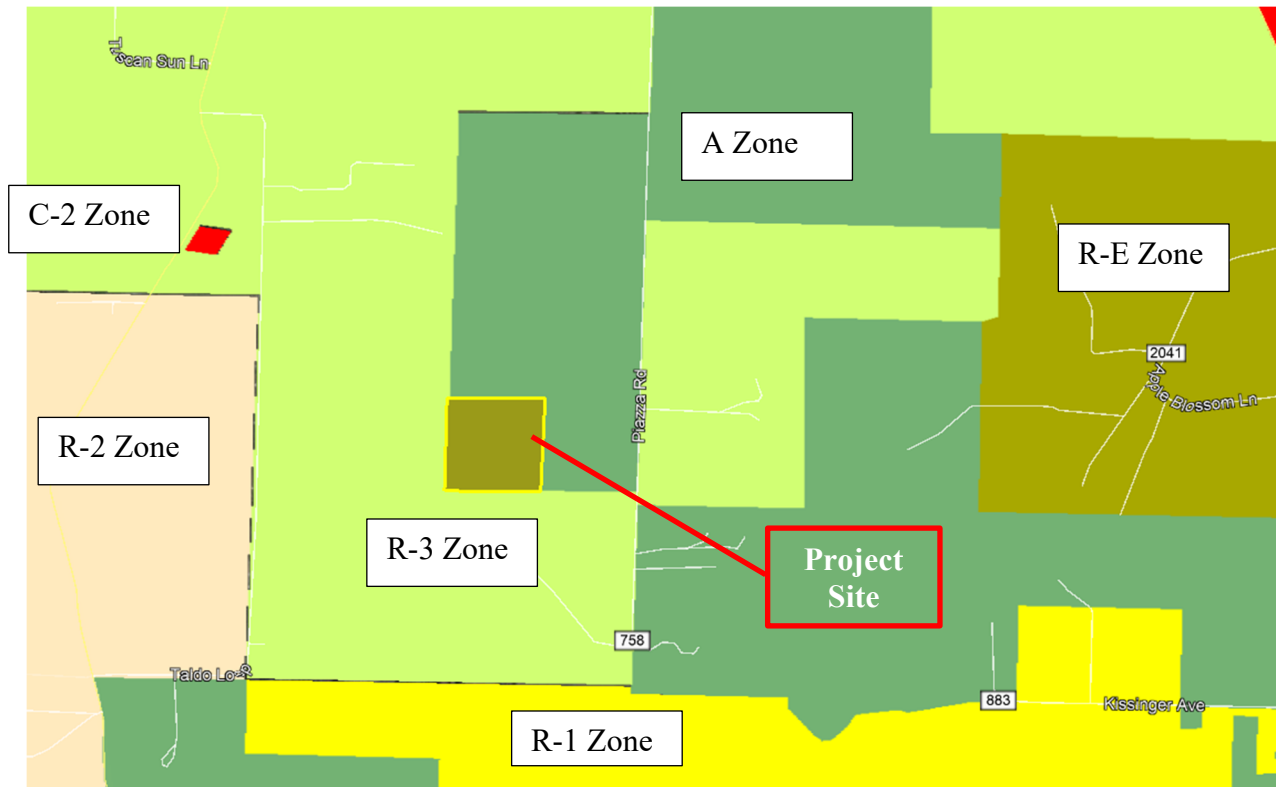 Tuscan Sun Ln
A Zone
C-2 Zone
R-E Zone
2041
Apple Blossom Ln
Piazza Rd
R-2 Zone
R-3 Zone
Project
Site
758
Taldo Loop
883
Kissinger Ave
R-1 Zone